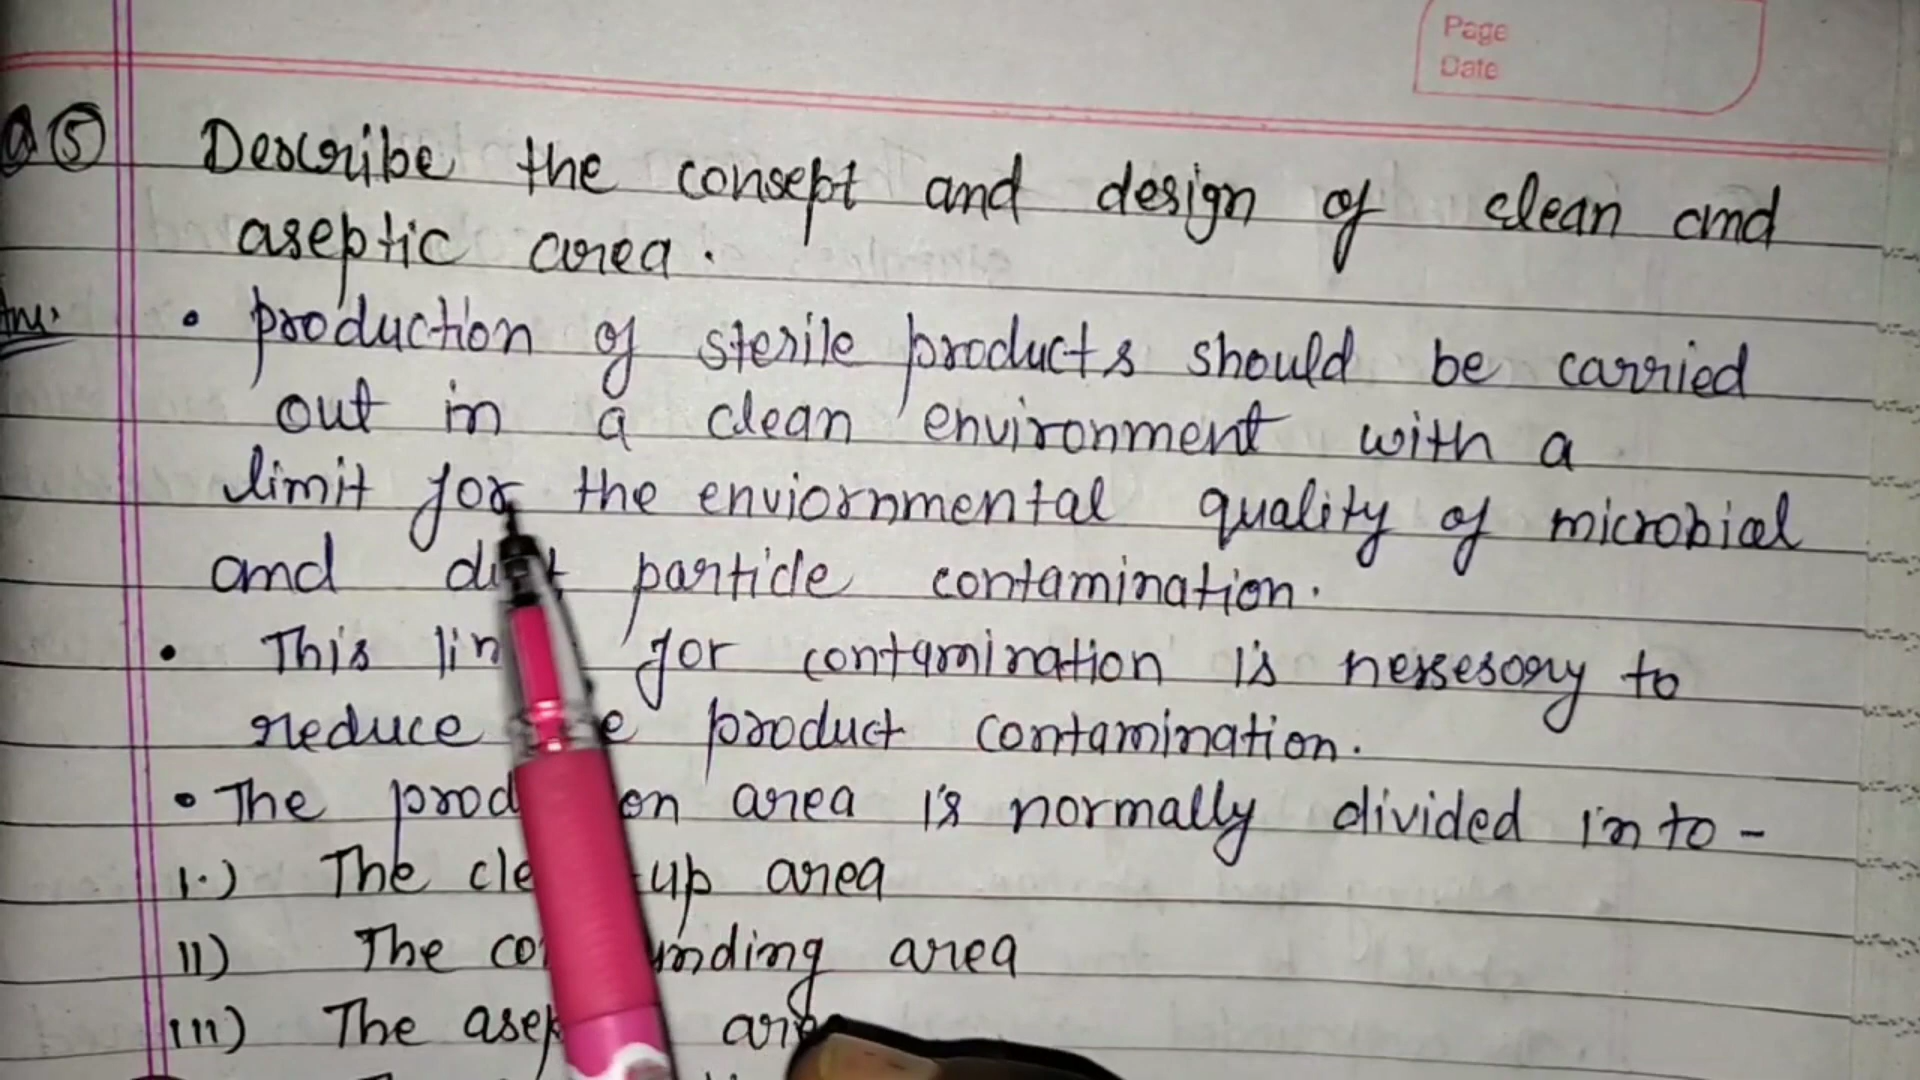 Page
Date
Q 5 Describe the consept and design of clean and
aseptic area.
Ans. • production of sterile products should be carried
out in a clean environment with a
limit for the enviornmental quality of microbial
and particle contamination.
• This for contamination is nessesory to
reduce product contamination.
• The area is normally divided into -
I.) The area
II) The area
III) The